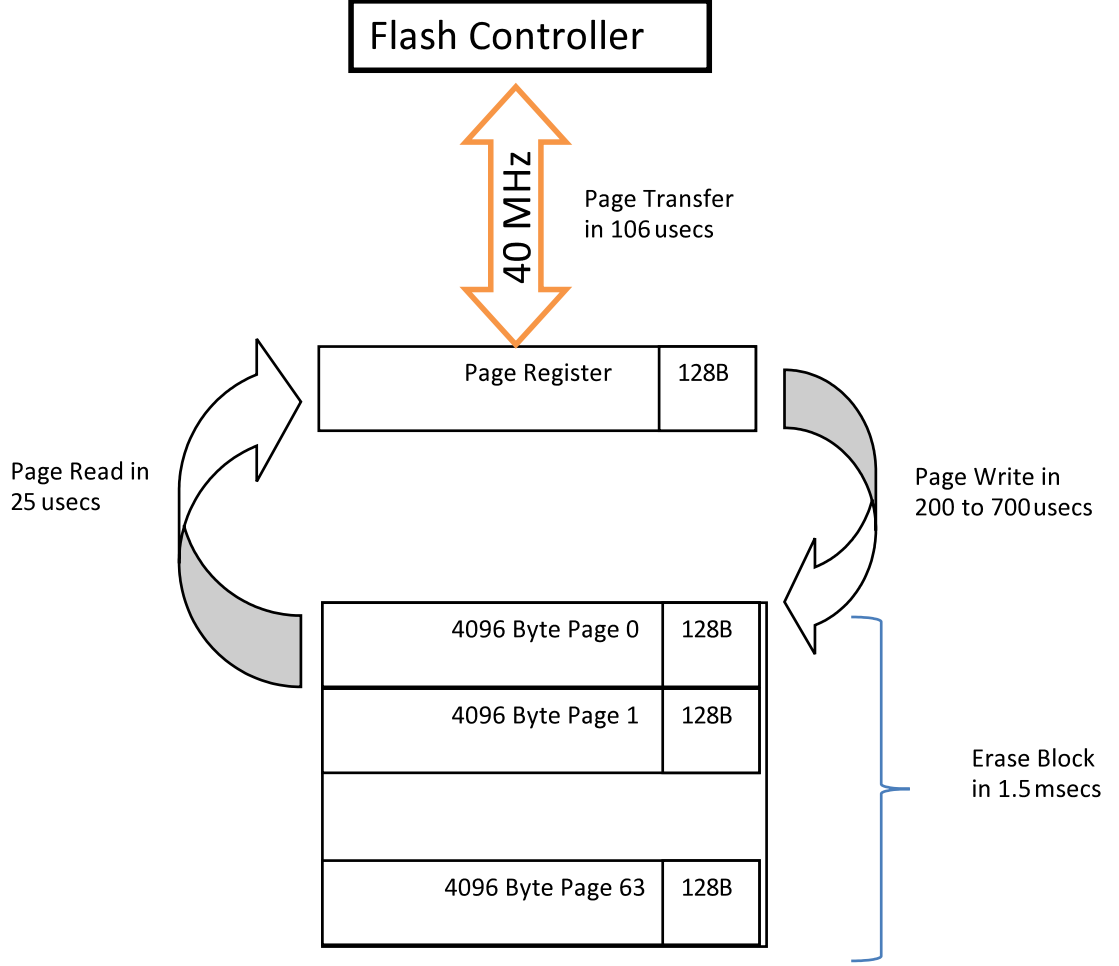 Flash Controller
40 MHz
Page Transfer
in 106 usecs
Page Register
128B
Page Read in
25 usecs
Page Write in
200 to 700 usecs
4096 Byte Page 0
128B
4096 Byte Page 1
128B
Erase Block
in 1.5 msecs
4096 Byte Page 63
128B